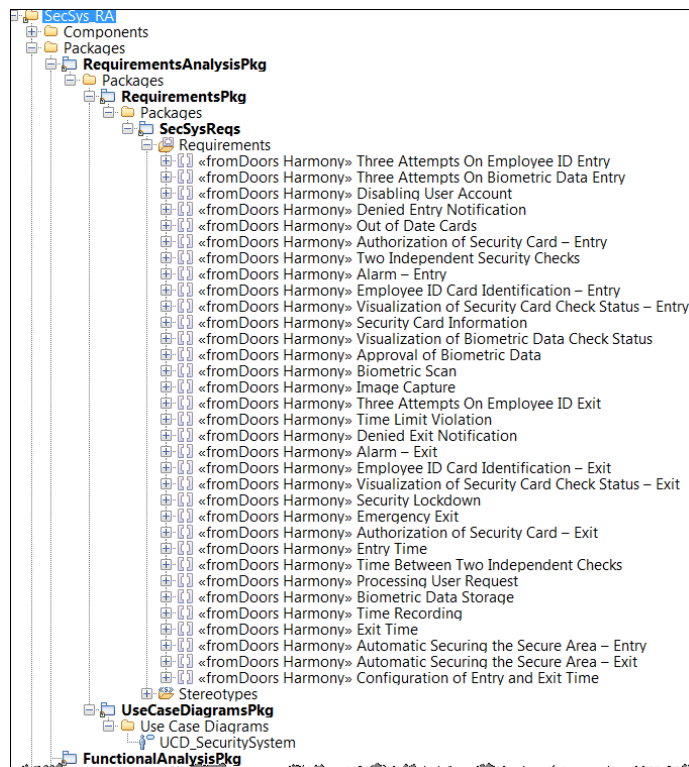 SecSys_RA
Components
Packages
RequirementsAnalysisPkg
Packages
RequirementsPkg
Packages
SecSysReqs
Requirements
«fromDoors Harmony» Three Attempts On Employee ID Entry
«fromDoors Harmony» Three Attempts On Biometric Data Entry
«fromDoors Harmony» Disabling User Account
«fromDoors Harmony» Denied Entry Notification
«fromDoors Harmony» Out of Date Cards
«fromDoors Harmony» Authorization of Security Card – Entry
«fromDoors Harmony» Two Independent Security Checks
«fromDoors Harmony» Alarm – Entry
«fromDoors Harmony» Employee ID Card Identification – Entry
«fromDoors Harmony» Visualization of Security Card Check Status – Entry
«fromDoors Harmony» Security Card Information
«fromDoors Harmony» Visualization of Biometric Data Check Status
«fromDoors Harmony» Approval of Biometric Data
«fromDoors Harmony» Biometric Scan
«fromDoors Harmony» Image Capture
«fromDoors Harmony» Three Attempts On Employee ID Exit
«fromDoors Harmony» Time Limit Violation
«fromDoors Harmony» Denied Exit Notification
«fromDoors Harmony» Alarm – Exit
«fromDoors Harmony» Employee ID Card Identification – Exit
«fromDoors Harmony» Visualization of Security Card Check Status – Exit
«fromDoors Harmony» Security Lockdown
«fromDoors Harmony» Emergency Exit
«fromDoors Harmony» Authorization of Security Card – Exit
«fromDoors Harmony» Entry Time
«fromDoors Harmony» Time Between Two Independent Checks
«fromDoors Harmony» Processing User Request
«fromDoors Harmony» Biometric Data Storage
«fromDoors Harmony» Time Recording
«fromDoors Harmony» Exit Time
«fromDoors Harmony» Automatic Securing the Secure Area – Entry
«fromDoors Harmony» Automatic Securing the Secure Area – Exit
«fromDoors Harmony» Configuration of Entry and Exit Time
Stereotypes
UseCaseDiagramsPkg
Use Case Diagrams
UCD_SecuritySystem
FunctionalAnalysisPkg